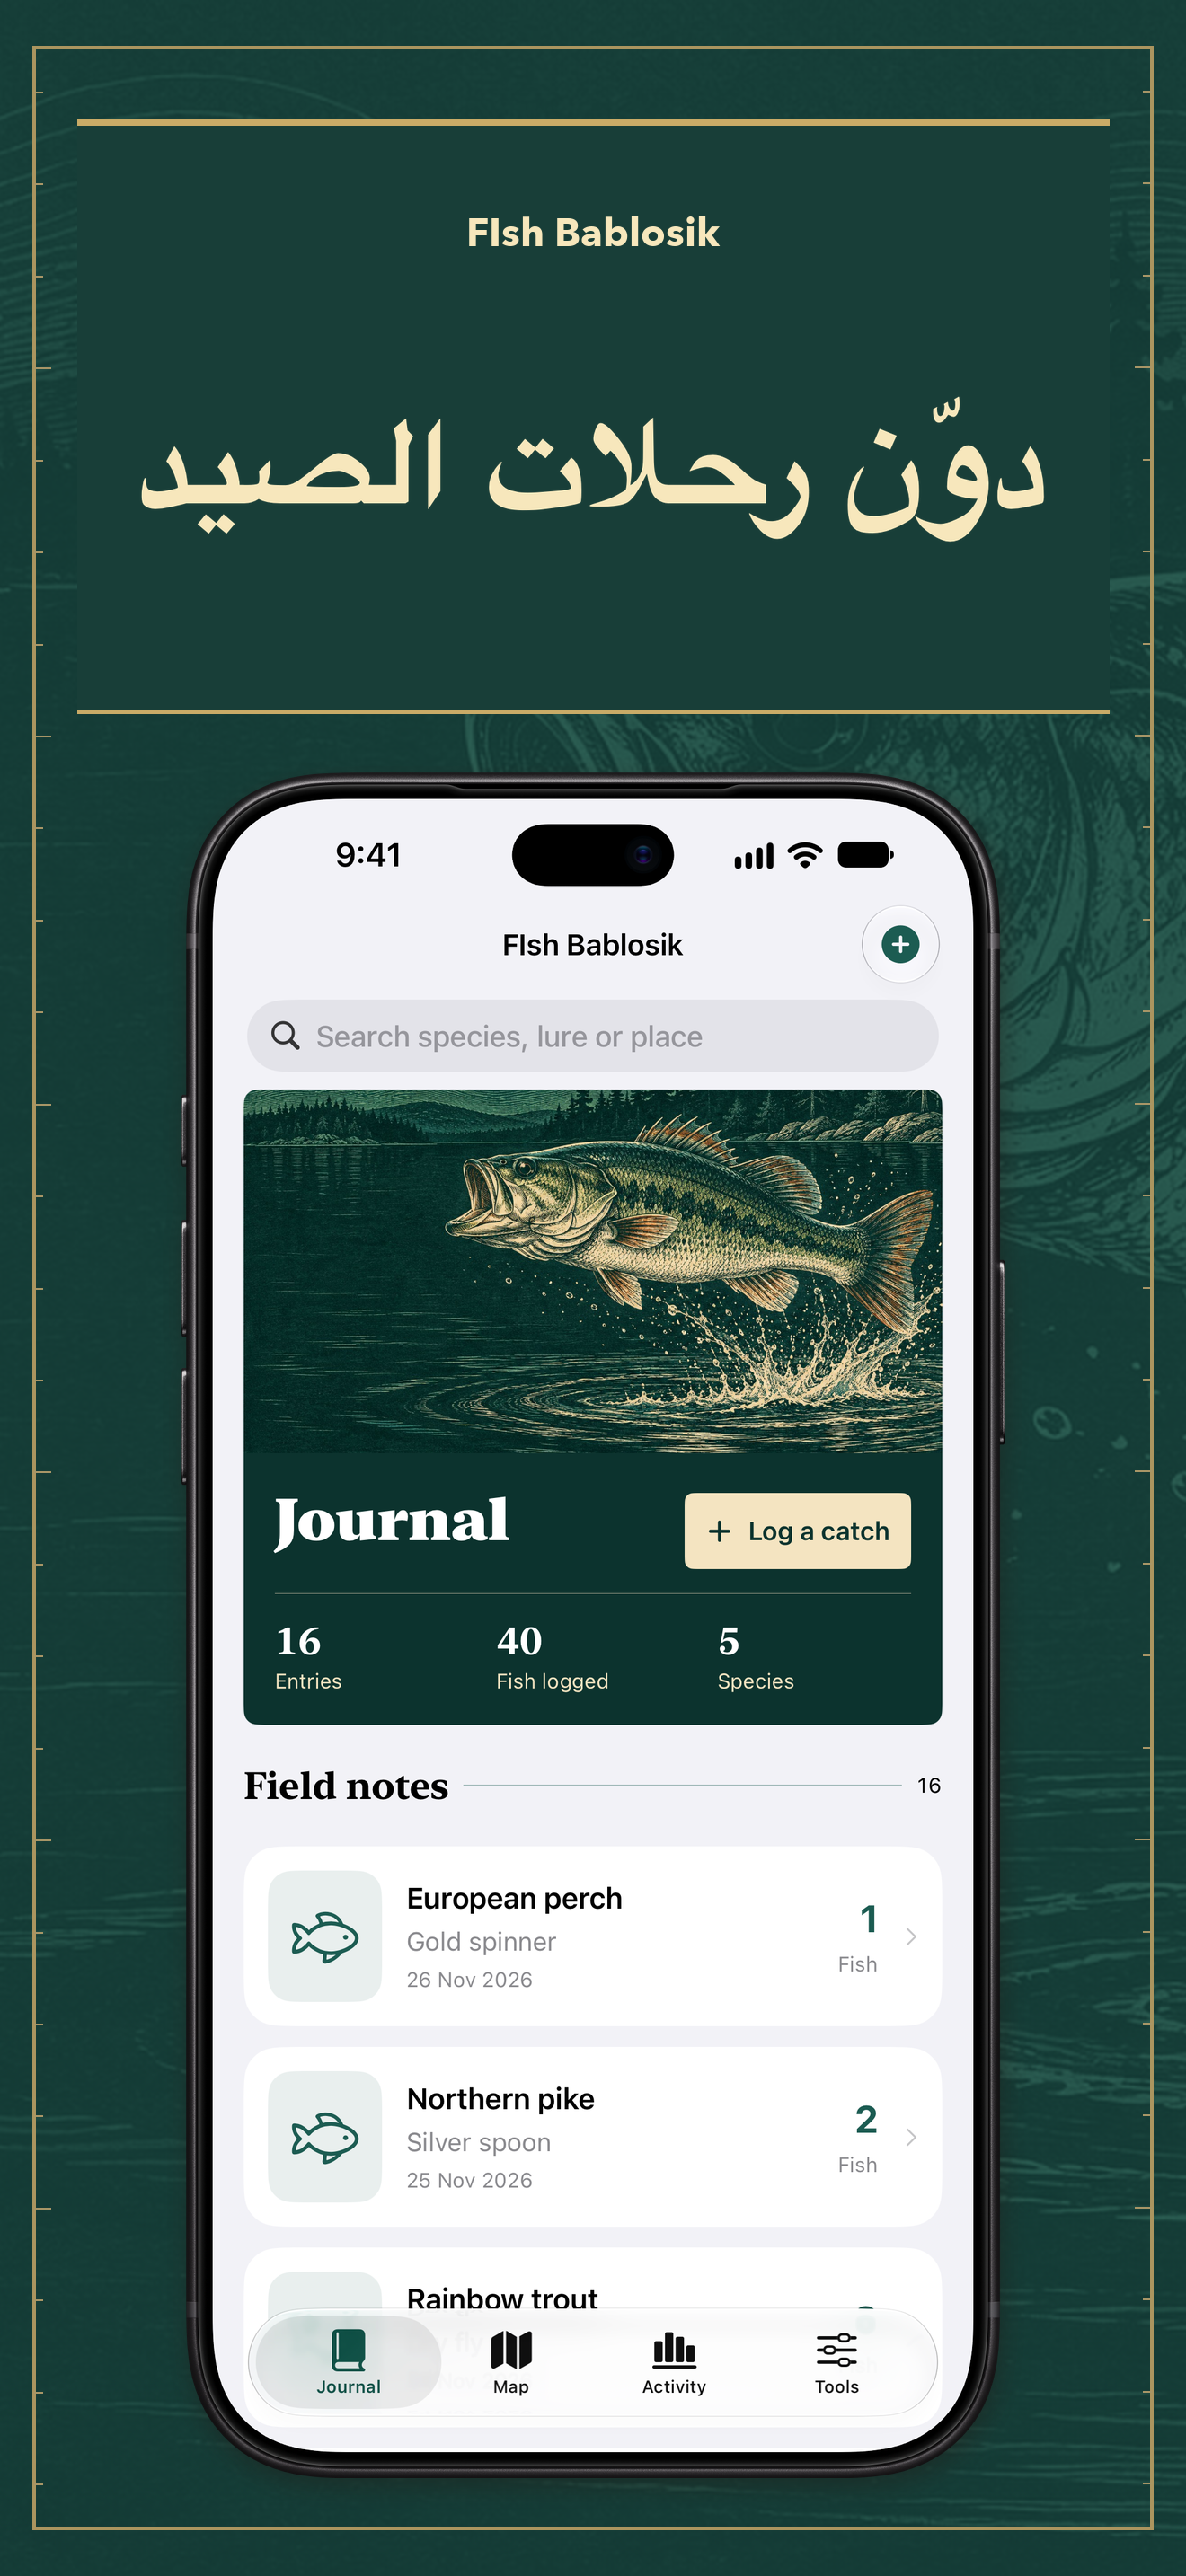 FIsh Bablosik
دوّن رحلات الصيد
9:41
FIsh Bablosik
Search species, lure or place
Journal
+ Log a catch
16 40 5
Entries Fish logged Species
Field notes 16
European perch
Gold spinner
26 Nov 2026
1
Fish
Northern pike
Silver spoon
25 Nov 2026
2
Fish
Rainbow trout
Journal Map Activity Tools